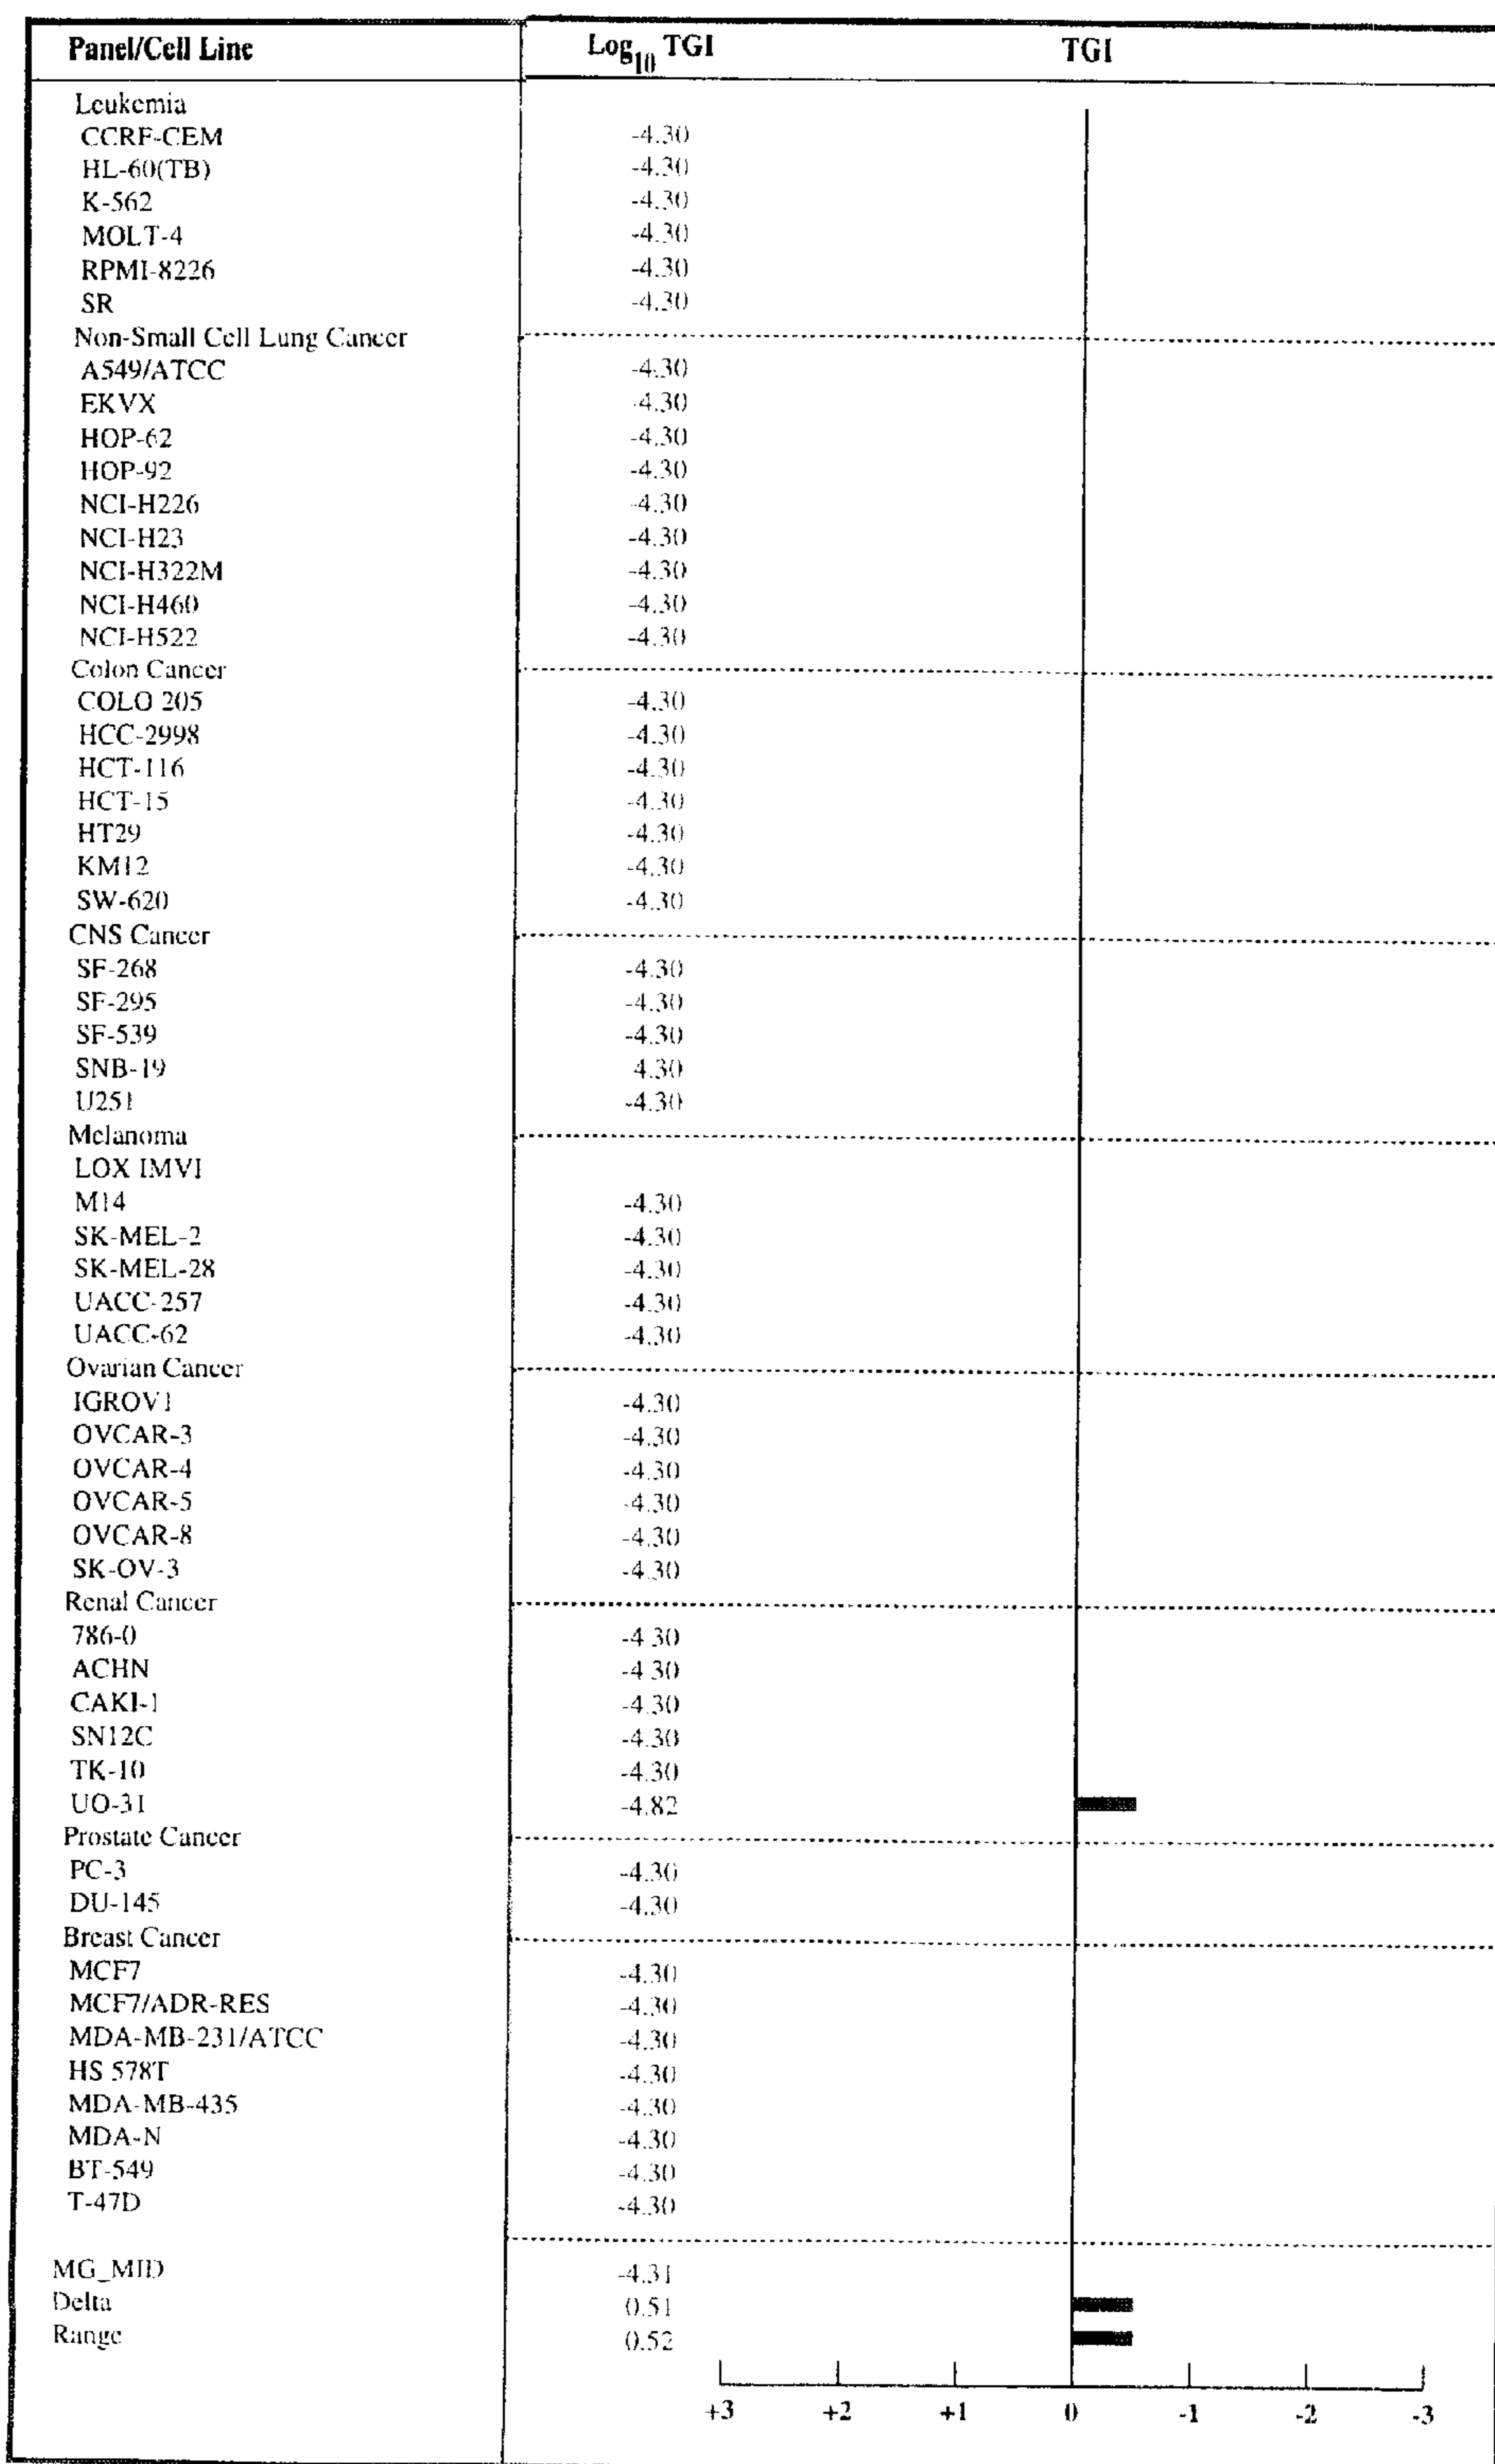 Panel/Cell Line Log10 TGI TGI
Leukemia
CCRF-CEM -4.30
HL-60(TB) -4.30
K-562 -4.30
MOLT-4 -4.30
RPMI-8226 -4.30
SR -4.30
Non-Small Cell Lung Cancer
A549/ATCC -4.30
EKVX -4.30
HOP-62 -4.30
HOP-92 -4.30
NCI-H226 -4.30
NCI-H23 -4.30
NCI-H322M -4.30
NCI-H460 -4.30
NCI-H522 -4.30
Colon Cancer
COLO 205 -4.30
HCC-2998 -4.30
HCT-116 -4.30
HCT-15 -4.30
HT29 -4.30
KM12 -4.30
SW-620 -4.30
CNS Cancer
SF-268 -4.30
SF-295 -4.30
SF-539 -4.30
SNB-19 4.30
U251 -4.30
Melanoma
LOX IMVI
M14 -4.30
SK-MEL-2 -4.30
SK-MEL-28 -4.30
UACC-257 -4.30
UACC-62 -4.30
Ovarian Cancer
IGROV1 -4.30
OVCAR-3 -4.30
OVCAR-4 -4.30
OVCAR-5 -4.30
OVCAR-8 -4.30
SK-OV-3 -4.30
Renal Cancer
786-0 -4.30
ACHN -4.30
CAKI-1 -4.30
SN12C -4.30
TK-10 -4.30
UO-31 -4.82
Prostate Cancer
PC-3 -4.30
DU-145 -4.30
Breast Cancer
MCF7 -4.30
MCF7/ADR-RES -4.30
MDA-MB-231/ATCC -4.30
HS 578T -4.30
MDA-MB-435 -4.30
MDA-N -4.30
BT-549 -4.30
T-47D -4.30
MG_MID -4.31
Delta 0.51
Range 0.52
+3 +2 +1 0 -1 -2 -3